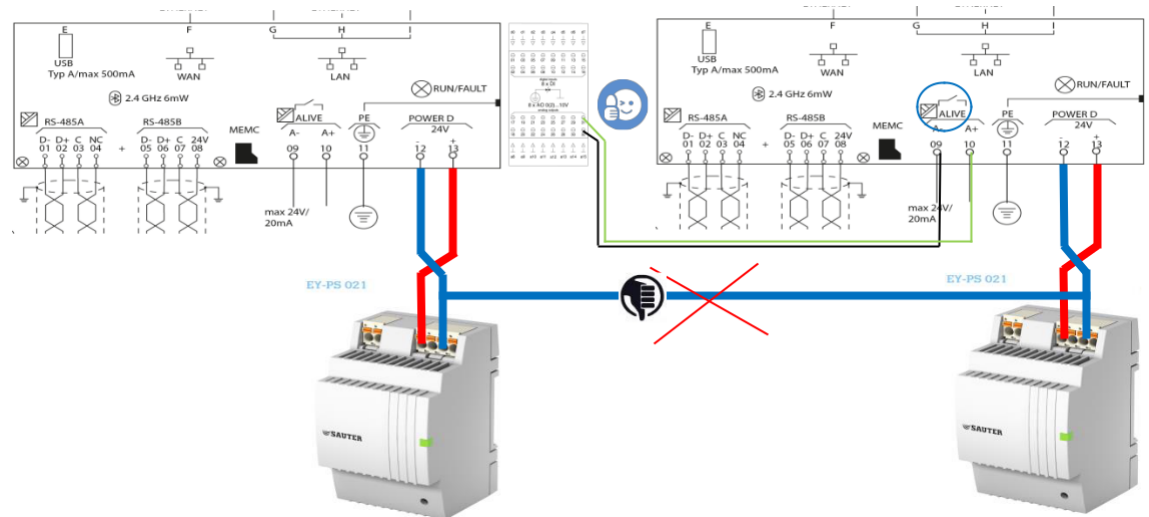 E
F
G
H
I
USB
Typ A/max 500mA
WAN
LAN
2.4 GHz 6mW
RUN/FAULT
RS-485A
RS-485B
MEMC
ALIVE
PE
POWER D
24V
D- D+ C NC
01 02 03 04
+
D- D+ C 24V
05 06 07 08
A- A+
09 10
11
- +
12 13
max 24V/
20mA
8 x DI
E
F
G
H
I
USB
Typ A/max 500mA
WAN
LAN
2.4 GHz 6mW
RUN/FAULT
RS-485A
RS-485B
MEMC
ALIVE
PE
POWER D
24V
D- D+ C NC
01 02 03 04
+
D- D+ C 24V
05 06 07 08
A- A+
09 10
11
- +
12 13
max 24V/
20mA
EY-PS 021
EY-PS 021
SAUTER
SAUTER